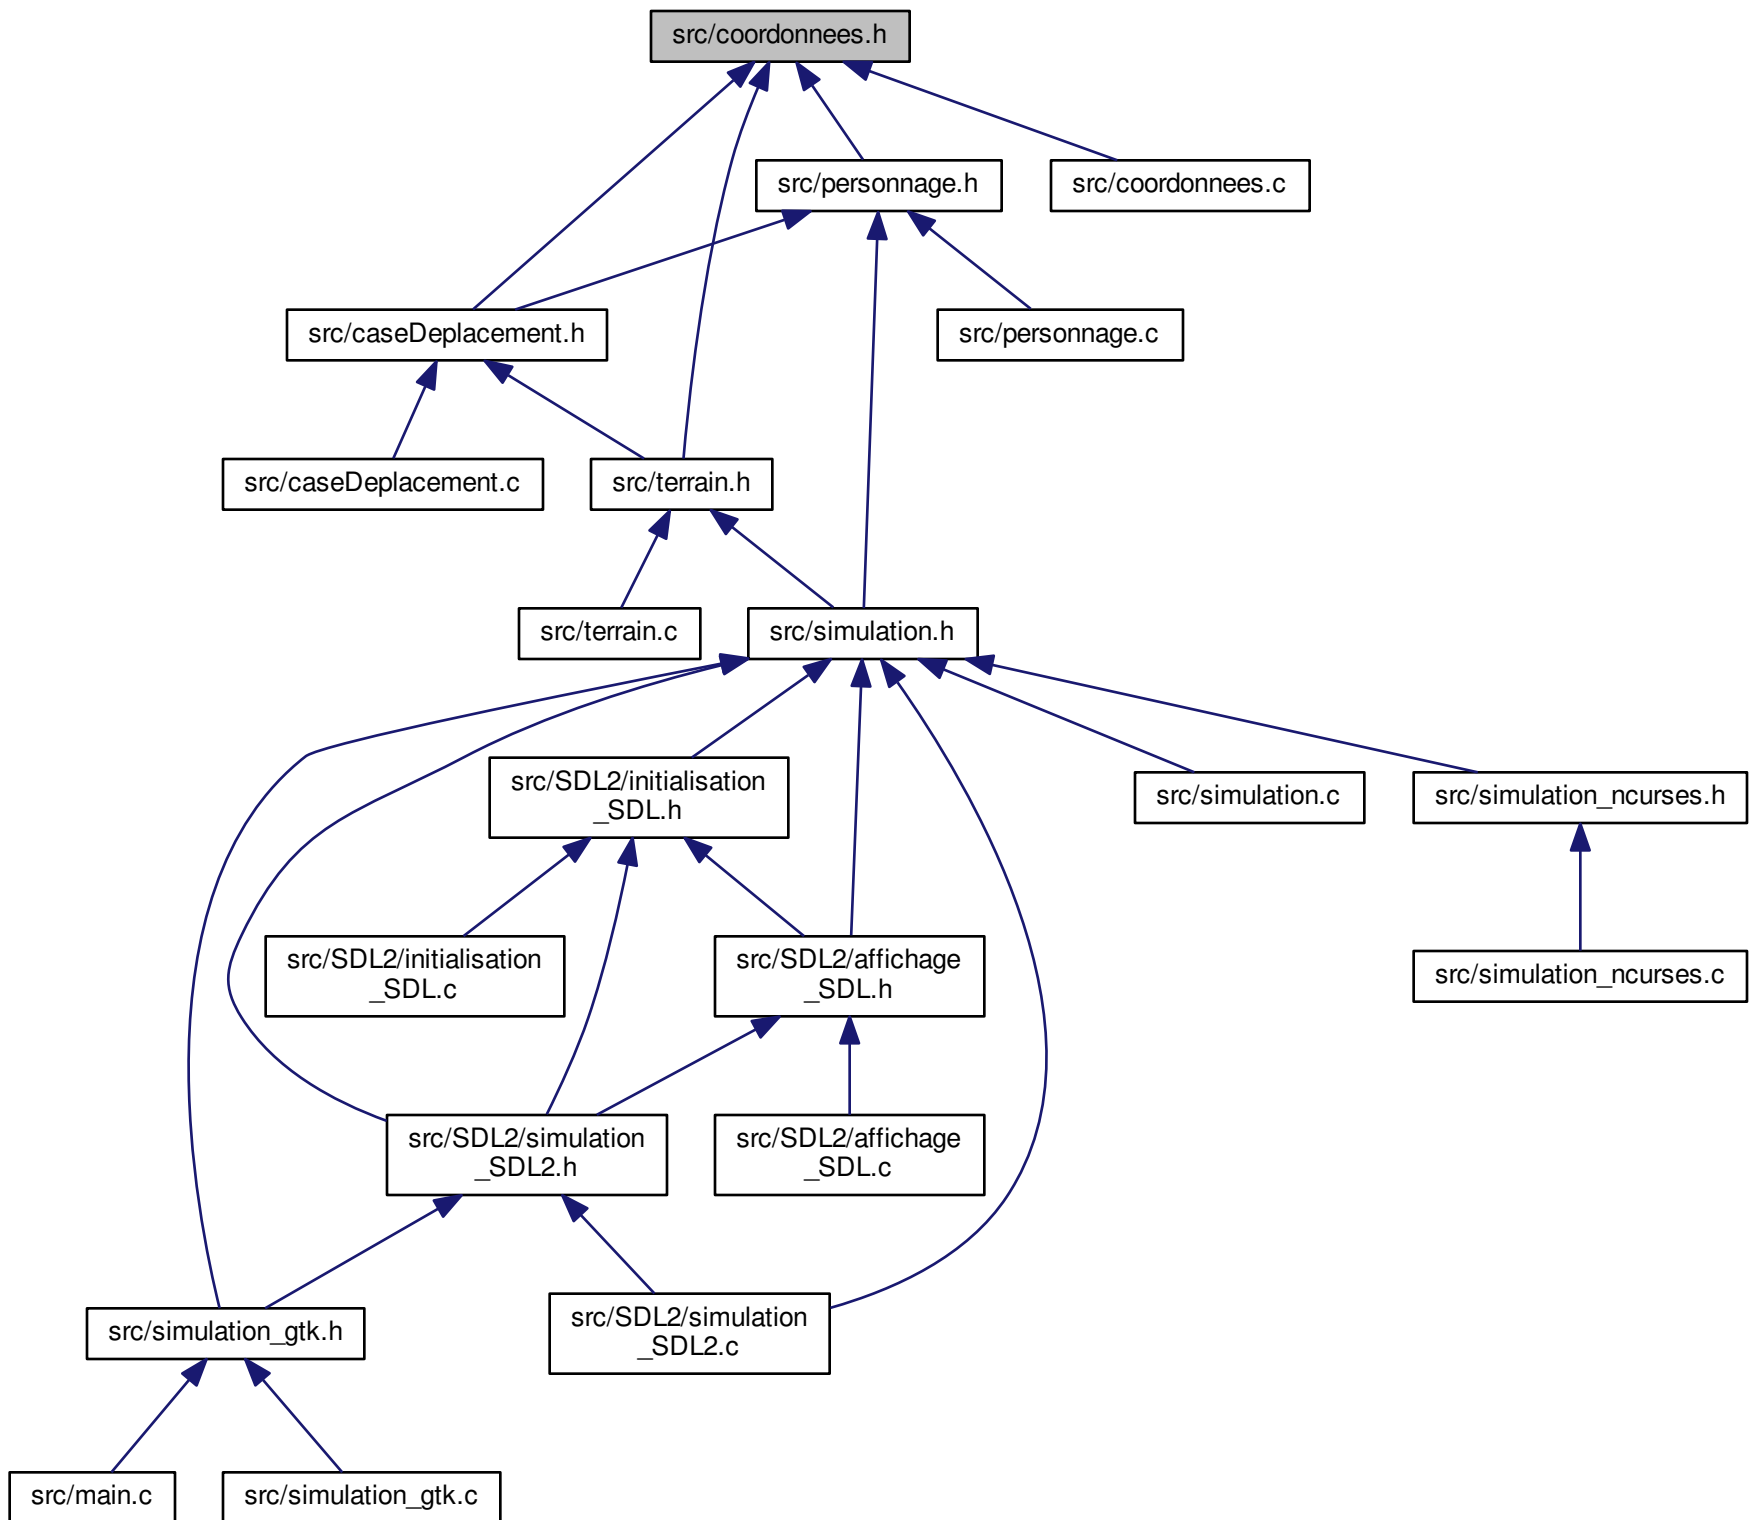 src/coordonnees.h
src/personnage.h
src/coordonnees.c
src/caseDeplacement.h
src/personnage.c
src/caseDeplacement.c
src/terrain.h
src/terrain.c
src/simulation.h
src/SDL2/initialisation
_SDL.h
src/simulation.c
src/simulation_ncurses.h
src/SDL2/initialisation
_SDL.c
src/SDL2/affichage
_SDL.h
src/simulation_ncurses.c
src/SDL2/simulation
_SDL2.h
src/SDL2/affichage
_SDL.c
src/simulation_gtk.h
src/SDL2/simulation
_SDL2.c
src/main.c
src/simulation_gtk.c